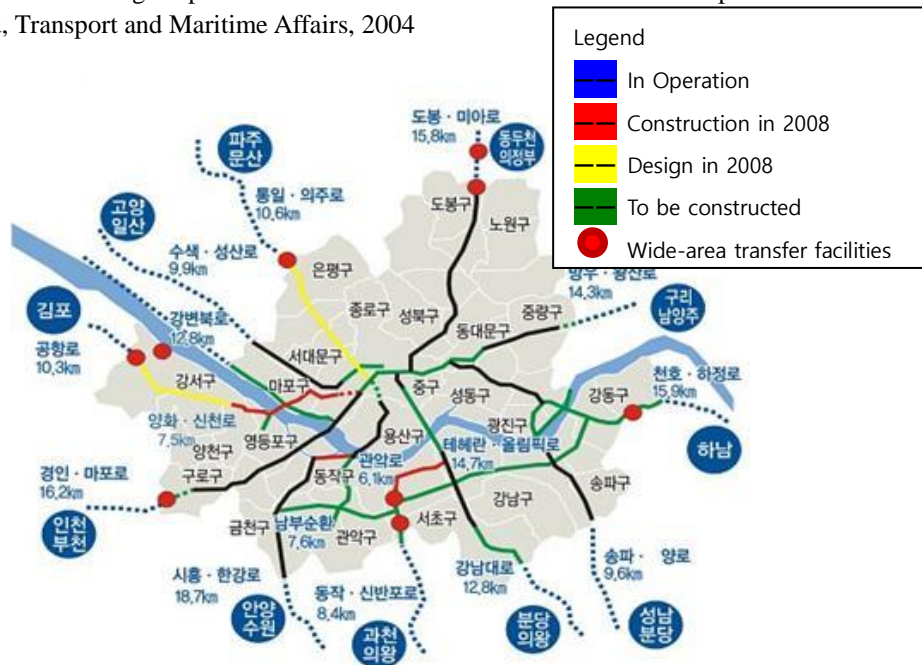 , Transport and Maritime Affairs, 2004
Legend
In Operation
Construction in 2008
Design in 2008
To be constructed
Wide-area transfer facilities
도봉·미아로
15,8km
동두천
의정부
파주
문산
통일·의주로
10,6km
도봉구
노원구
고양
일산
수색·성산로
9,9km
은평구
14,3km
구리
남양주
김포
강변북로
12,8km
종로구
성북구
중랑구
동대문구
공항로
10,3km
서대문구
강서구
마포구
중구
성동구
강동구
천호·하정로
15,9km
양화·신천로
7,5km
영등포구
양천구
용산구
광진구
테헤란·올림픽로
14,7km
하남
경인·마포로
16,2km
구로구
동작구
관악로
6,1km
송파구
강남구
인천
부천
금천구
남부순환
7,6km
관악구
서초구
시흥·한강로
18,7km
안양
수원
동작·신반포로
8,4km
과천
의왕
강남대로
12,8km
분당
의왕
송파· 양로
9,6km
성남
분당